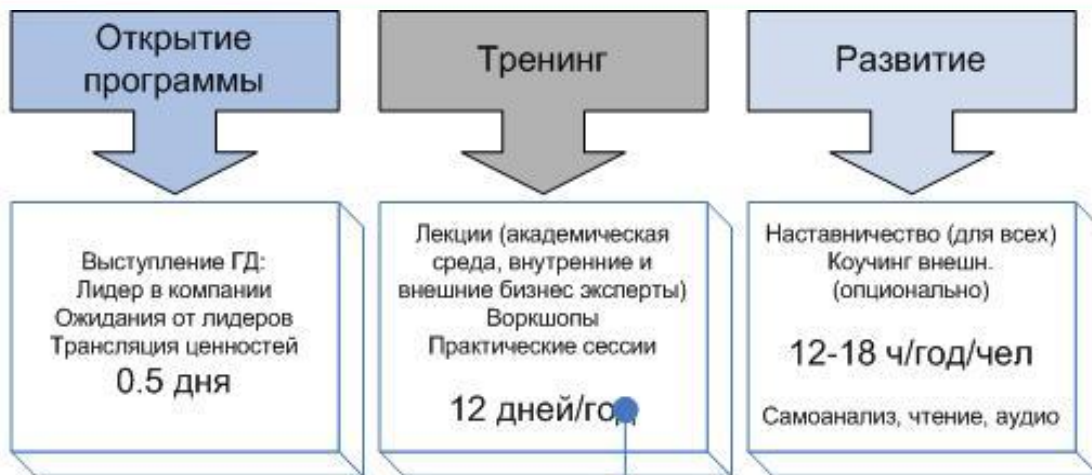 Открытие
программы
Тренинг
Развитие
Выступление ГД:
Лидер в компании
Ожидания от лидеров
Трансляция ценностей
0.5 дня
Лекции (академическая
среда, внутренние и
внешние бизнес эксперты)
Воркшопы
Практические сессии
12 дней/год
Наставничество (для всех)
Коучинг внешн.
(опционально)
12-18 ч/год/чел
Самоанализ, чтение, аудио